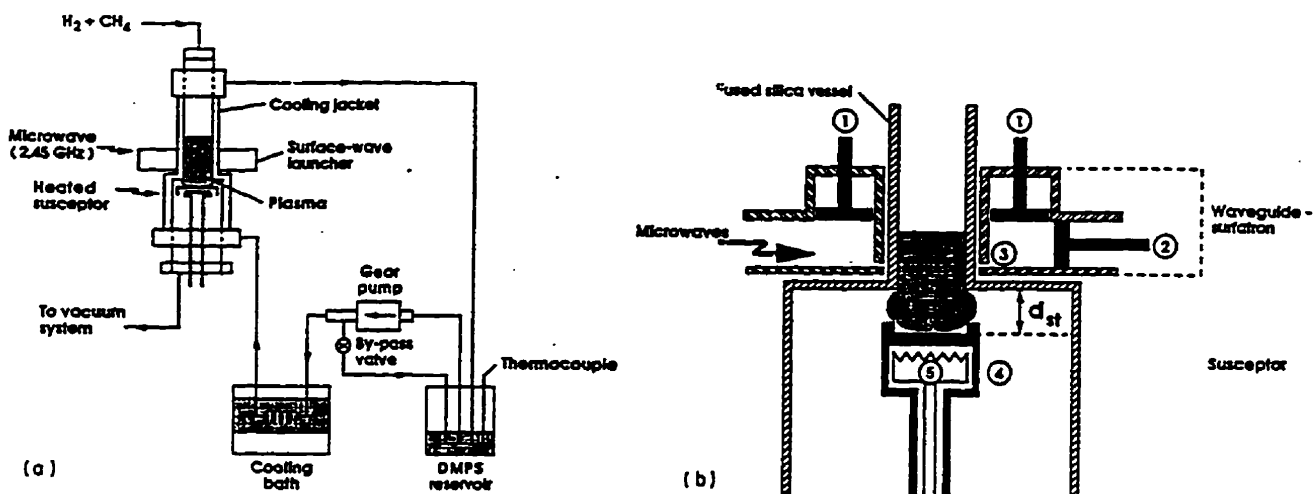 H₂ + CH₄
Cooling jacket
Microwave
(2,45 GHz)
Surface-wave
launcher
Heated
susceptor
Plasma
To vacuum
system
Gear
pump
By-pass
valve
Thermocouple
Cooling
bath
DMPS
reservoir
(a)
fused silica vessel
1
1
Microwaves
Waveguide -
surfatron
2
3
d st
4
5
Susceptor
(b)